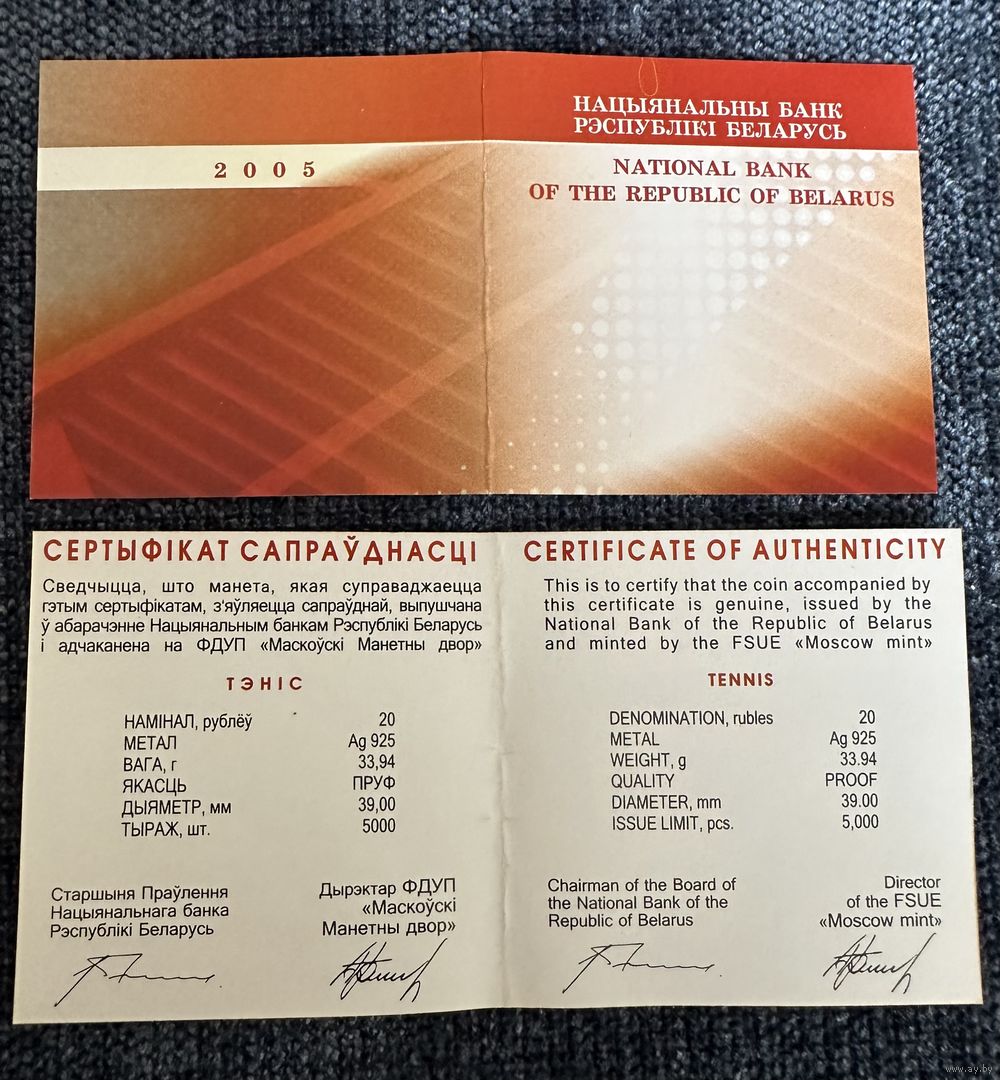 НАЦЫЯНАЛЬНЫ БАНК
РЭСПУБЛІКІ БЕЛАРУСЬ
2005
NATIONAL BANK
OF THE REPUBLIC OF BELARUS
СЕРТЫФІКАТ САПРАЎДНАСЦІ
Сведчыцца, што манета, якая суправаджаецца
гэтым сертыфікатам, з'яўляецца сапраўднай, выпушчана
ў абарачэнне Нацыянальным банкам Рэспублікі Беларусь
і адчаканена на ФДУП «Маскоўскі Манетны двор»
ТЭНІС
НАМІНАЛ, рублёў 20
МЕТАЛ Ag 925
ВАГА, г 33,94
ЯКАСЦЬ ПРУФ
ДЫЯМЕТР, мм 39,00
ТЫРАЖ, шт. 5000
Старшыня Праўлення
Нацыянальнага банка
Рэспублікі Беларусь
Дырэктар ФДУП
«Маскоўскі
Манетны двор»
CERTIFICATE OF AUTHENTICITY
This is to certify that the coin accompanied by
this certificate is genuine, issued by the
National Bank of the Republic of Belarus
and minted by the FSUE «Moscow mint»
TENNIS
DENOMINATION, rubles 20
METAL Ag 925
WEIGHT, g 33.94
QUALITY PROOF
DIAMETER, mm 39.00
ISSUE LIMIT, pcs. 5,000
Chairman of the Board of
the National Bank of the
Republic of Belarus
Director
of the FSUE
«Moscow mint»
www.ay.by